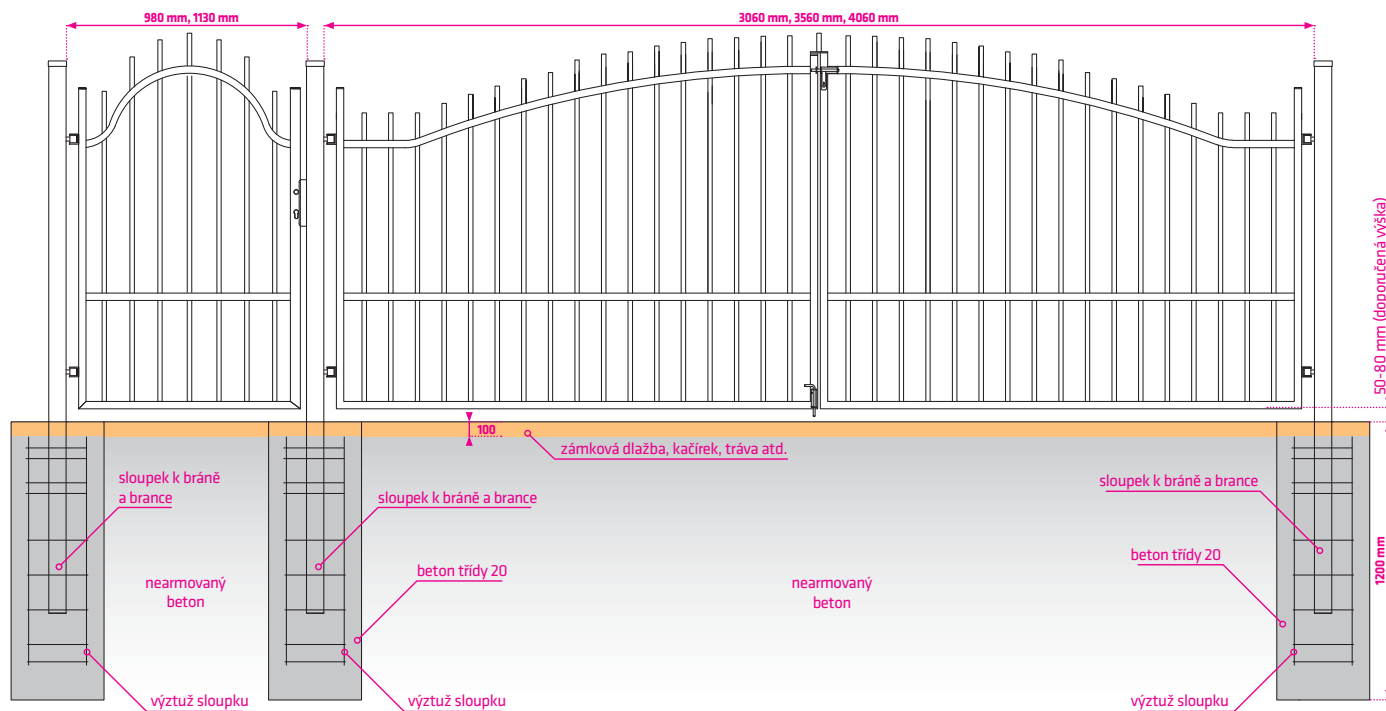 980 mm, 1130 mm
3060 mm, 3560 mm, 4060 mm
50-80 mm (doporučená výška)
100
zámková dlažba, kačírek, tráva atd.
sloupek k bráně
a brance
sloupek k bráně a brance
sloupek k bráně a brance
beton třídy 20
beton třídy 20
nearmovaný
beton
nearmovaný
beton
1200 mm
výztuž sloupku
výztuž sloupku
výztuž sloupku